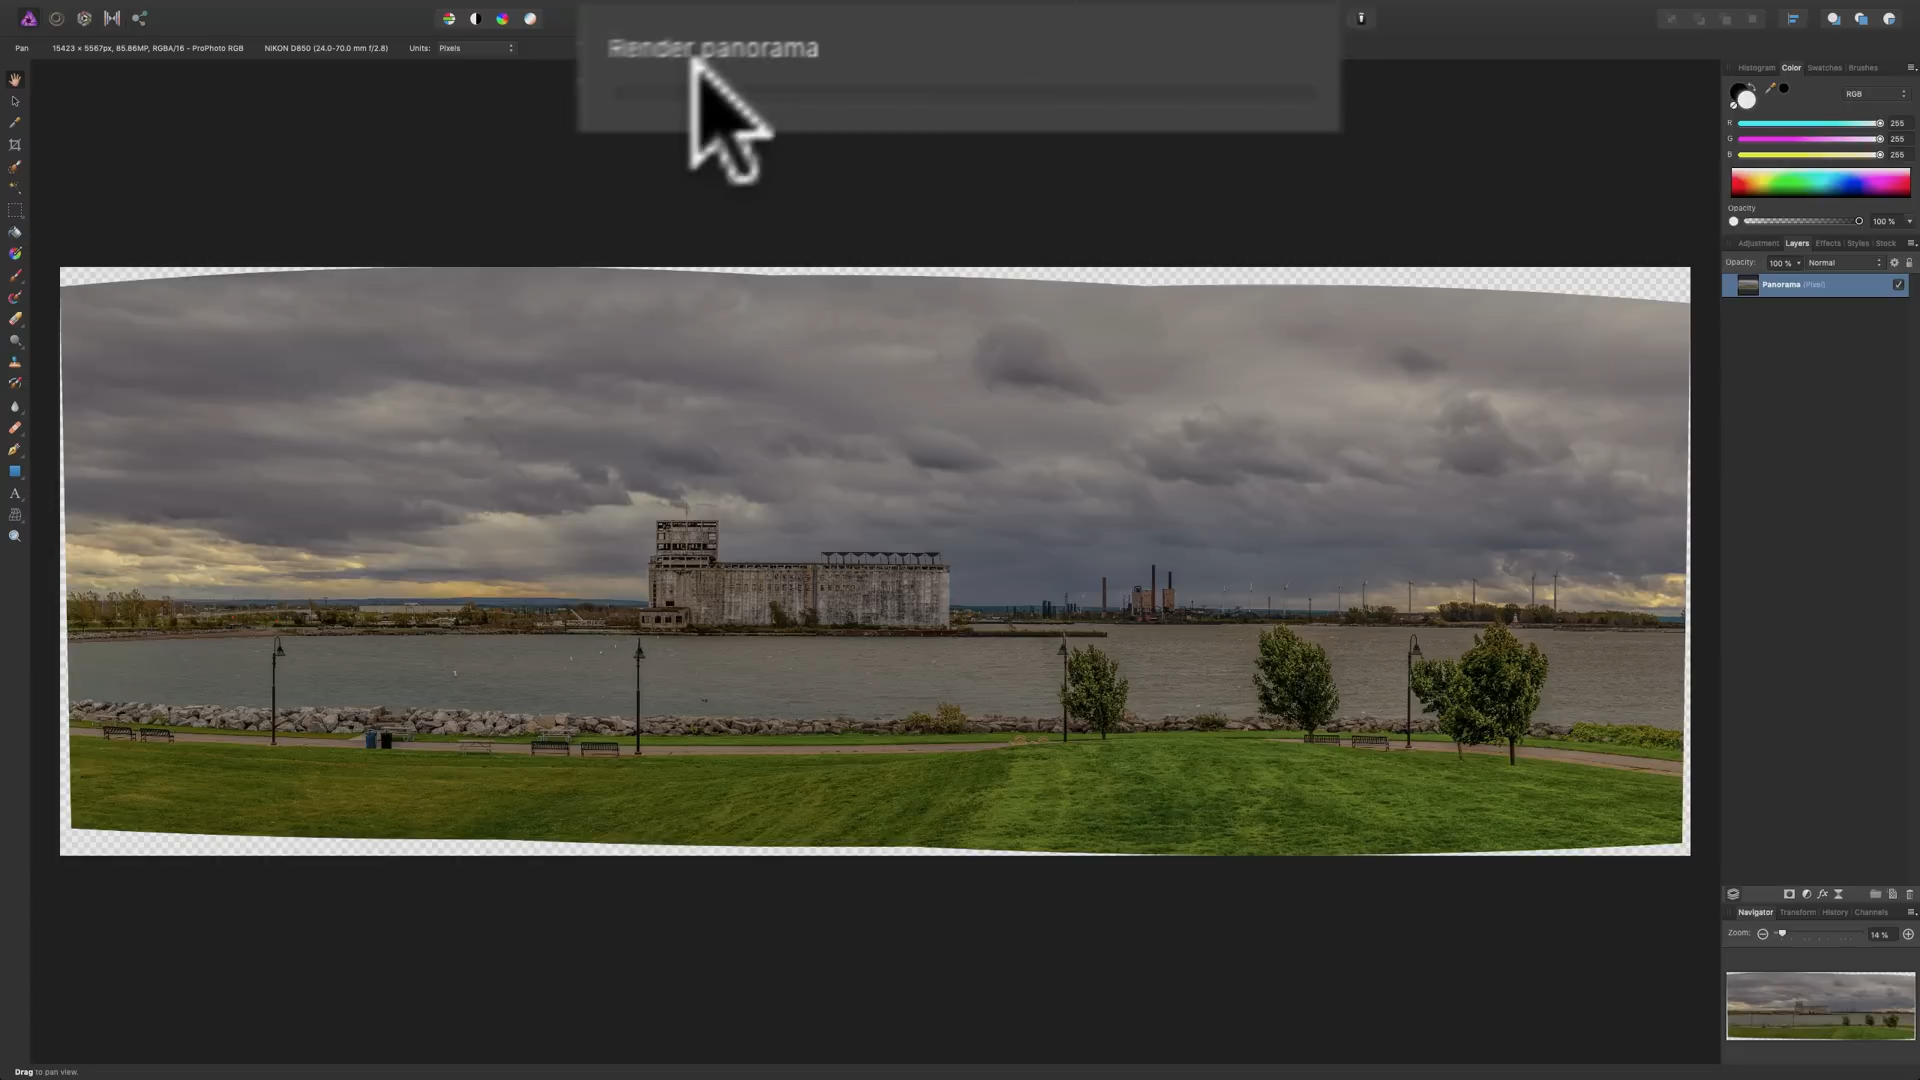 Render panorama
Pan
15423 × 5567px, 85.86MP, RGBA/16 - ProPhoto RGB
NIKON D850 (24.0-70.0 mm f/2.8)
Units:
Pixels
Histogram Color Swatches Brushes
RGB
R 255
G 255
B 255
Opacity
100 %
Adjustment Layers Effects Styles Stock
Opacity: 100 % Normal
Panorama (Pixel)
fx
Navigator Transform History Channels
Zoom: 14 %
A
Drag to pan view.